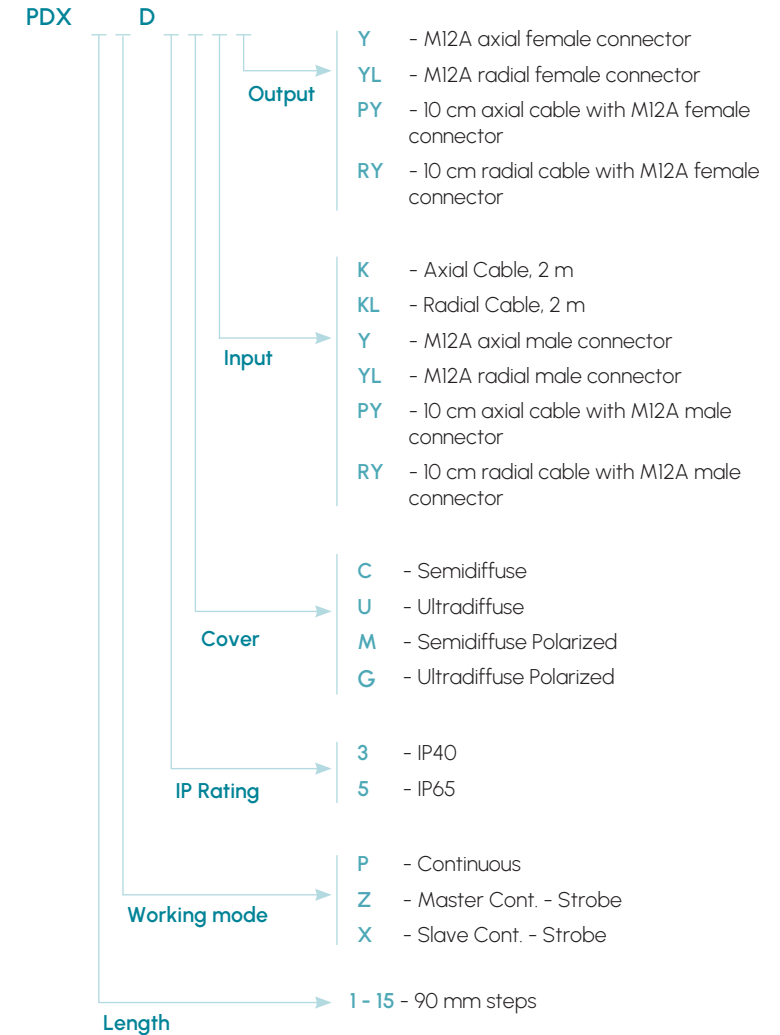 PDX D
Output
Y - M12A axial female connector
YL - M12A radial female connector
PY - 10 cm axial cable with M12A female
connector
RY - 10 cm radial cable with M12A female
connector
Input
K - Axial Cable, 2 m
KL - Radial Cable, 2 m
Y - M12A axial male connector
YL - M12A radial male connector
PY - 10 cm axial cable with M12A male
connector
RY - 10 cm radial cable with M12A male
connector
Cover
C - Semidiffuse
U - Ultradiffuse
M - Semidiffuse Polarized
G - Ultradiffuse Polarized
IP Rating
3 - IP40
5 - IP65
Working mode
P - Continuous
Z - Master Cont. - Strobe
X - Slave Cont. - Strobe
Length
1 - 15 - 90 mm steps